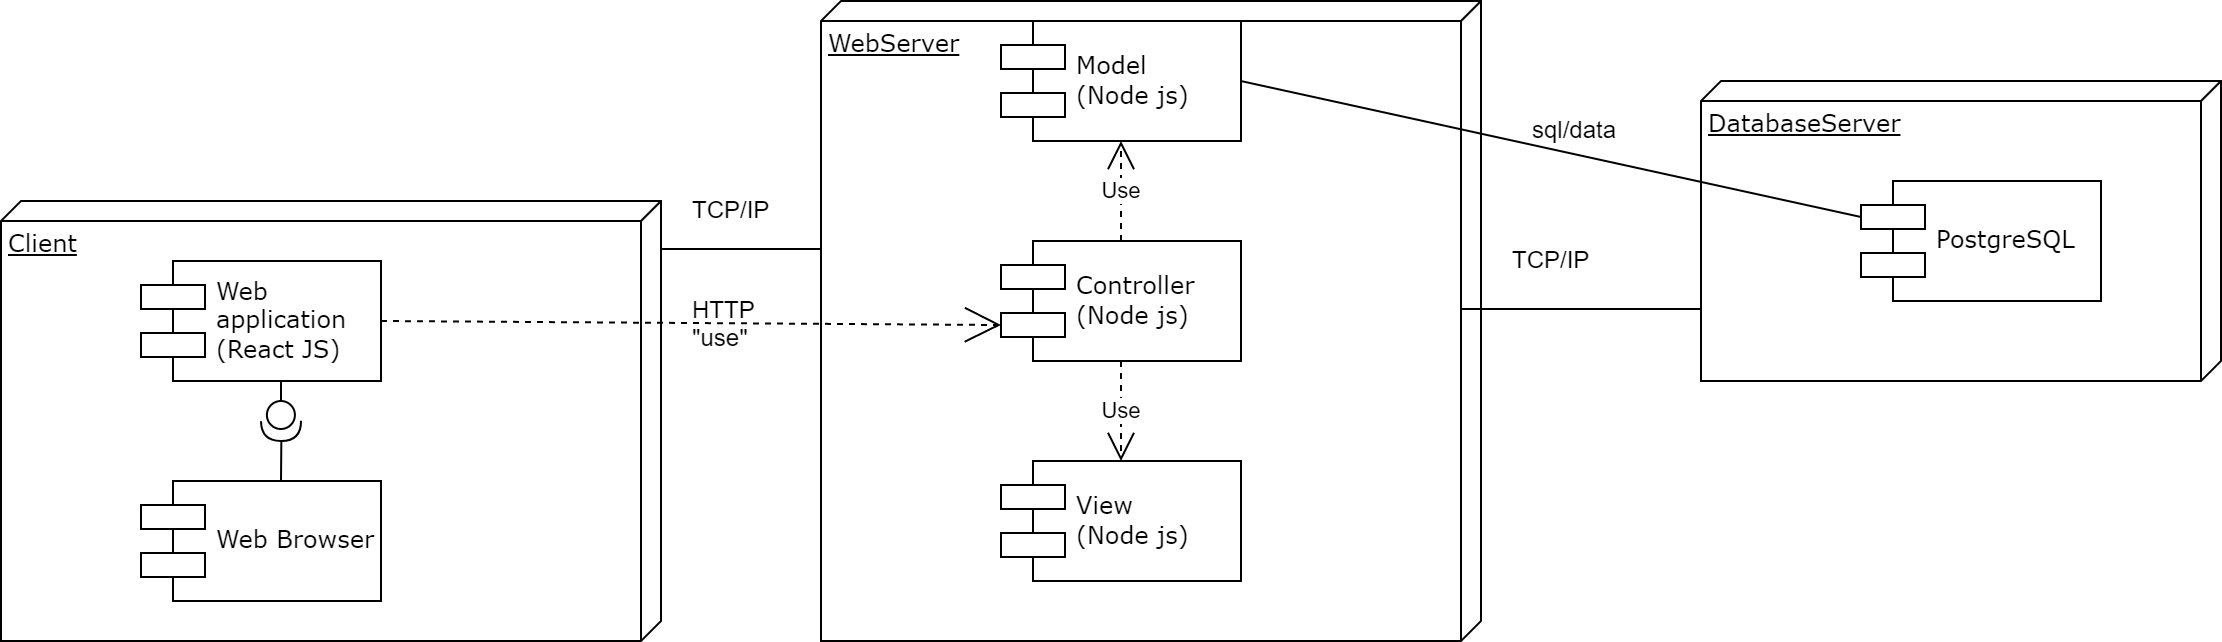 Client
Web
application
(React JS)
Web Browser
TCP/IP
HTTP
"use"
WebServer
Model
(Node js)
Use
Controller
(Node js)
Use
View
(Node js)
sql/data
TCP/IP
DatabaseServer
PostgreSQL